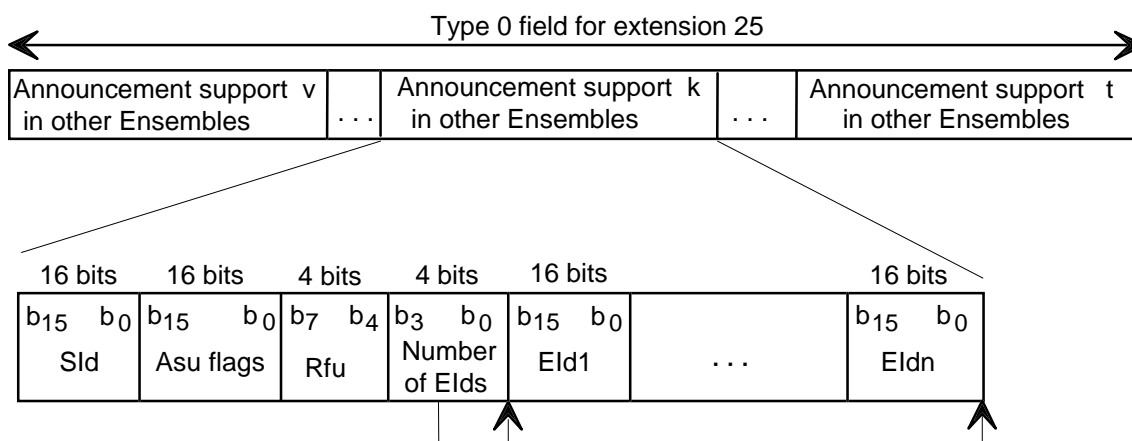 Type 0 field for extension 25
Announcement support v in other Ensembles
. . .
Announcement support k in other Ensembles
. . .
Announcement support t in other Ensembles
16 bits 16 bits 4 bits 4 bits 16 bits 16 bits
b15 b0 b15 b0 b7 b4 b3 b0 b15 b0 b15 b0
SId Asu flags Rfu Number of EIds EId1 . . . EIdn